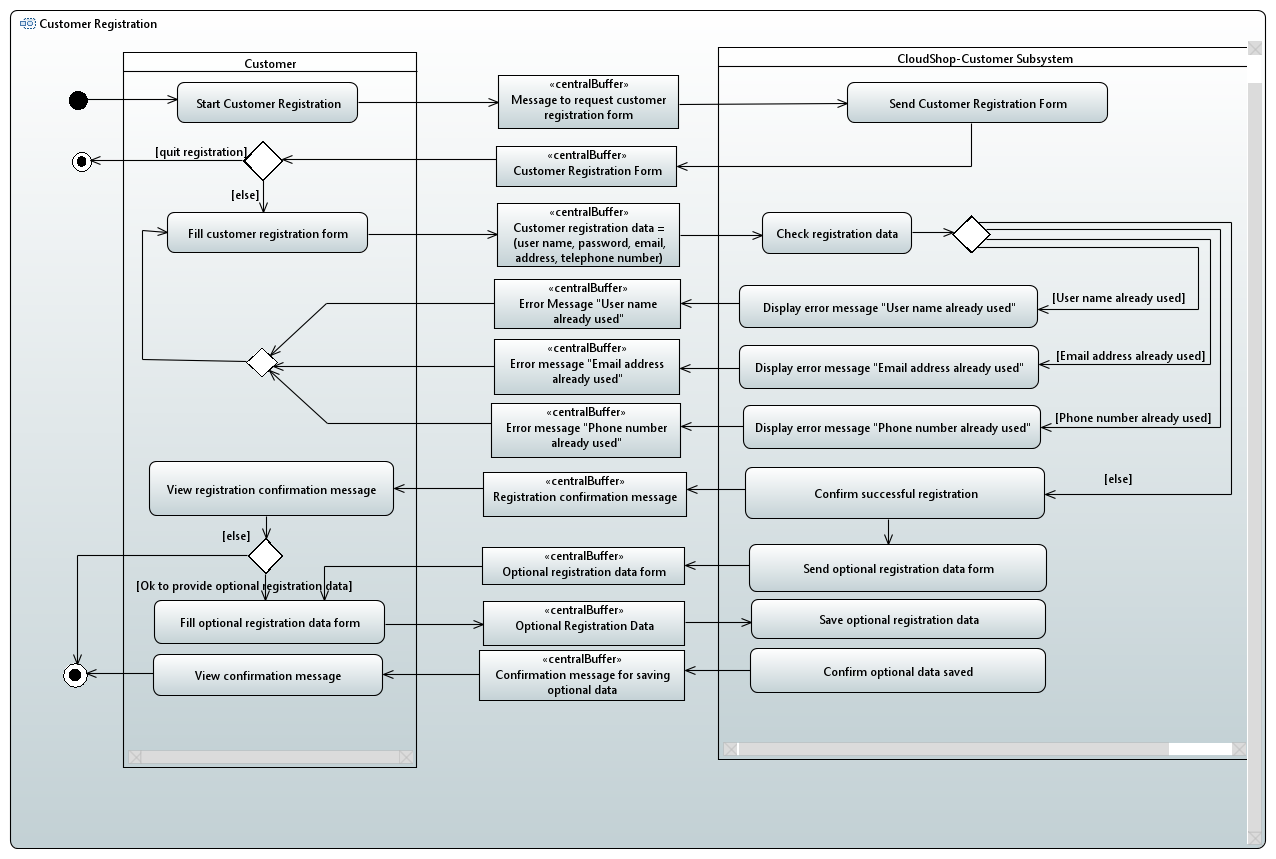 Customer Registration
Customer
CloudShop-Customer Subsystem
Start Customer Registration
«centralBuffer»
Message to request customer
registration form
Send Customer Registration Form
[quit registration]
«centralBuffer»
Customer Registration Form
[else]
Fill customer registration form
«centralBuffer»
Customer registration data =
(user name, password, email,
address, telephone number)
Check registration data
«centralBuffer»
Error Message "User name
already used"
Display error message "User name already used"
[User name already used]
«centralBuffer»
Error message "Email address
already used"
Display error message "Email address already used"
[Email address already used]
«centralBuffer»
Error message "Phone number
already used"
Display error message "Phone number already used"
[Phone number already used]
View registration confirmation message
«centralBuffer»
Registration confirmation message
Confirm successful registration
[else]
[else]
[Ok to provide optional registration data]
«centralBuffer»
Optional registration data form
Send optional registration data form
Fill optional registration data form
«centralBuffer»
Optional Registration Data
Save optional registration data
View confirmation message
«centralBuffer»
Confirmation message for saving
optional data
Confirm optional data saved